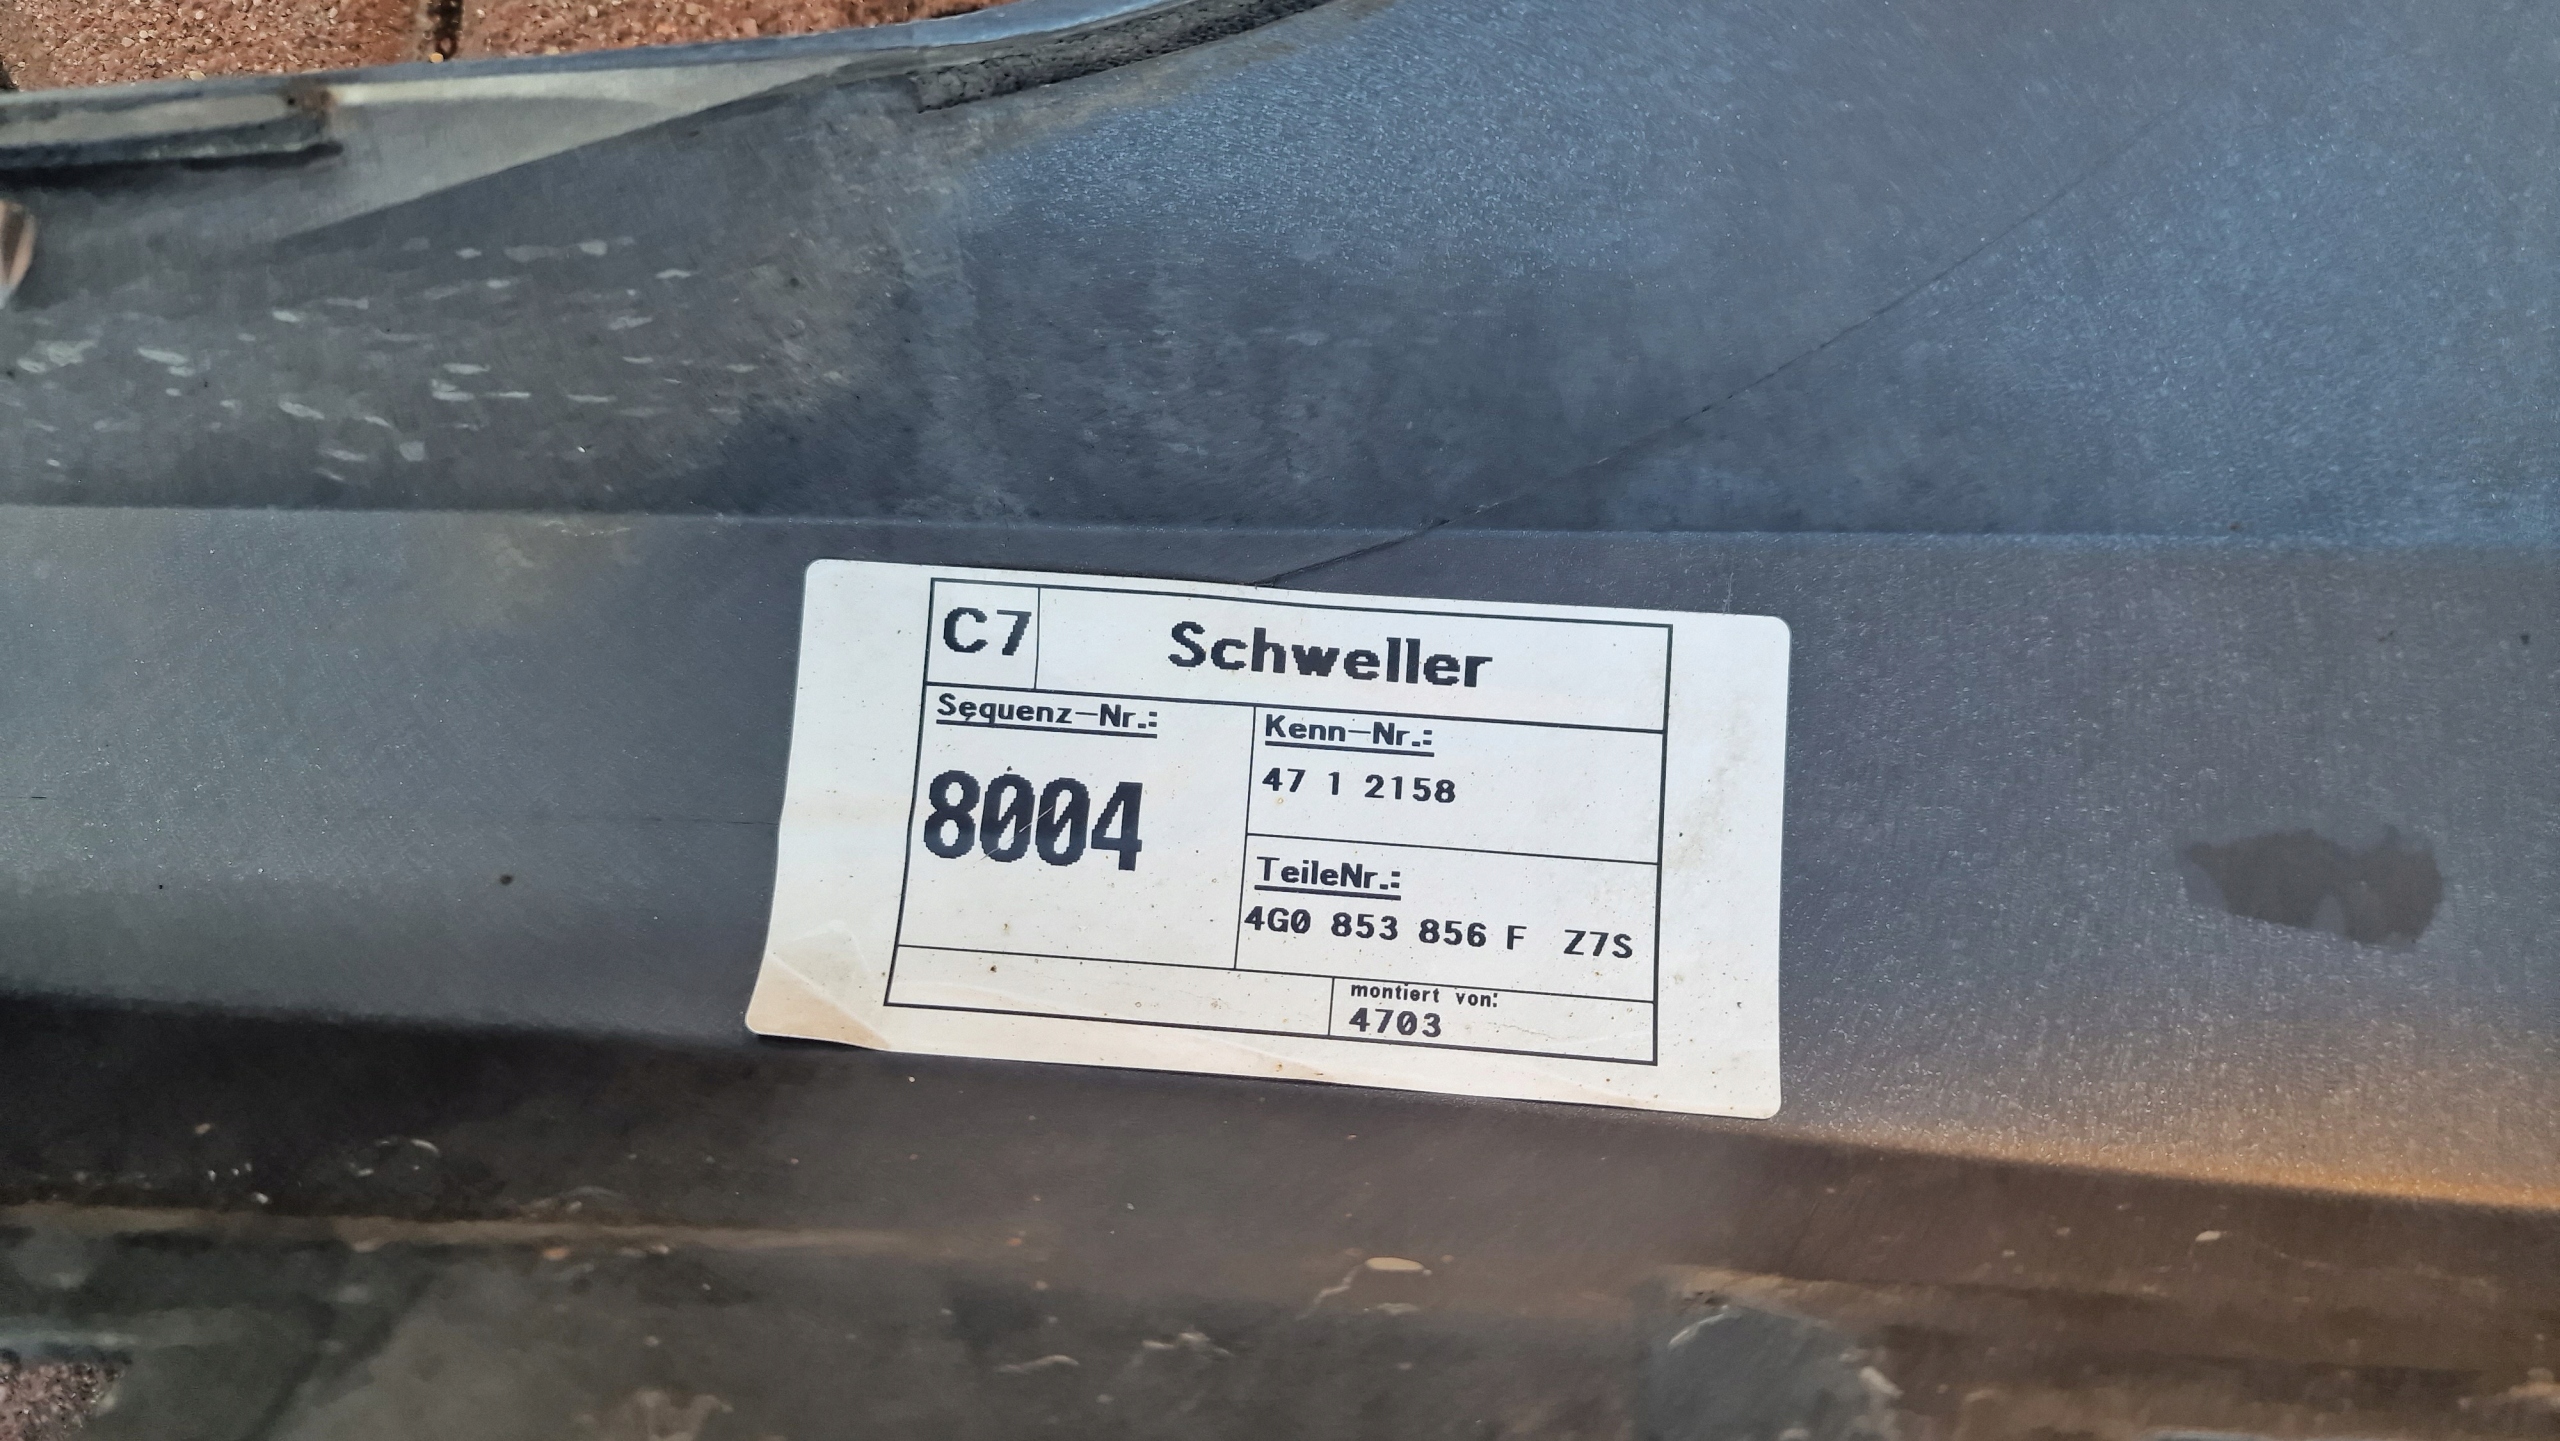 C7 Schweller
Sequenz-Nr.:
8004
Kenn-Nr.:
47 1 2158
TeileNr.:
4G0 853 856 F Z7S
montiert von:
4703